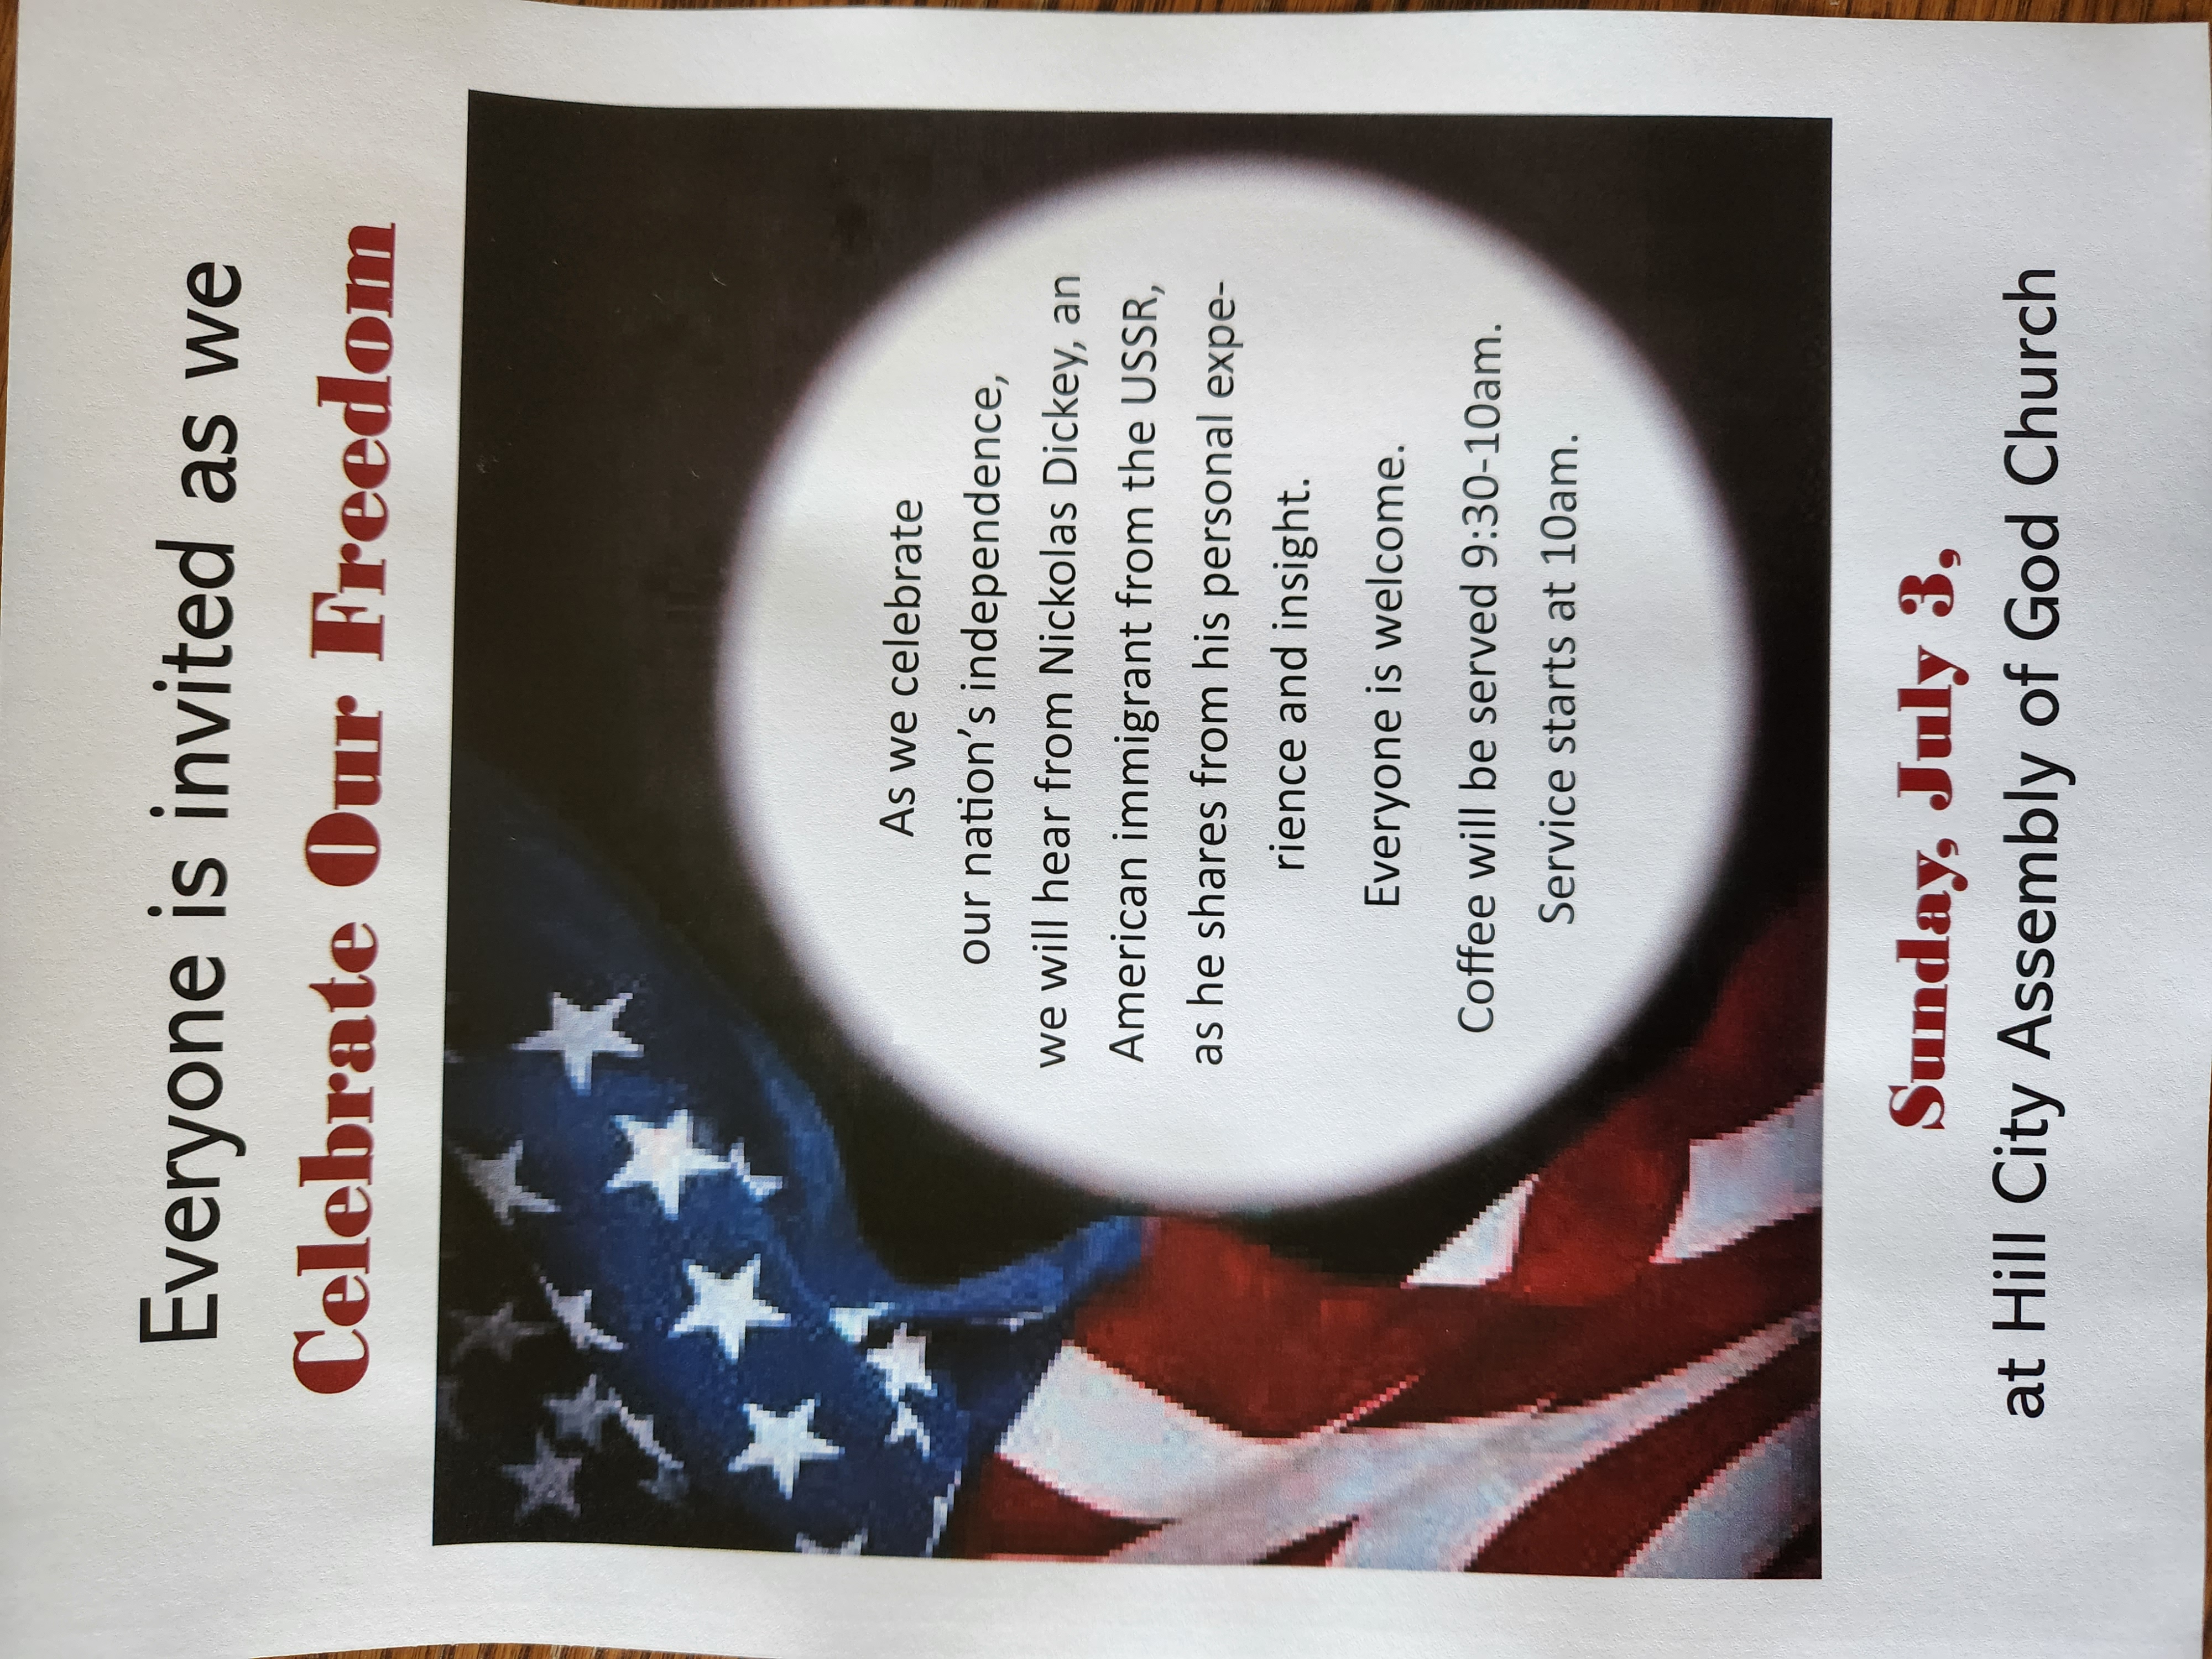 Everyone is invited as we
Celebrate Our Freedom
As we celebrate
our nation's independence,
we will hear from Nickolas Dickey, an
American immigrant from the USSR,
as he shares from his personal expe-
rience and insight.
Everyone is welcome.
Coffee will be served 9:30-10am.
Service starts at 10am.
Sunday, July 3,
at Hill City Assembly of God Church